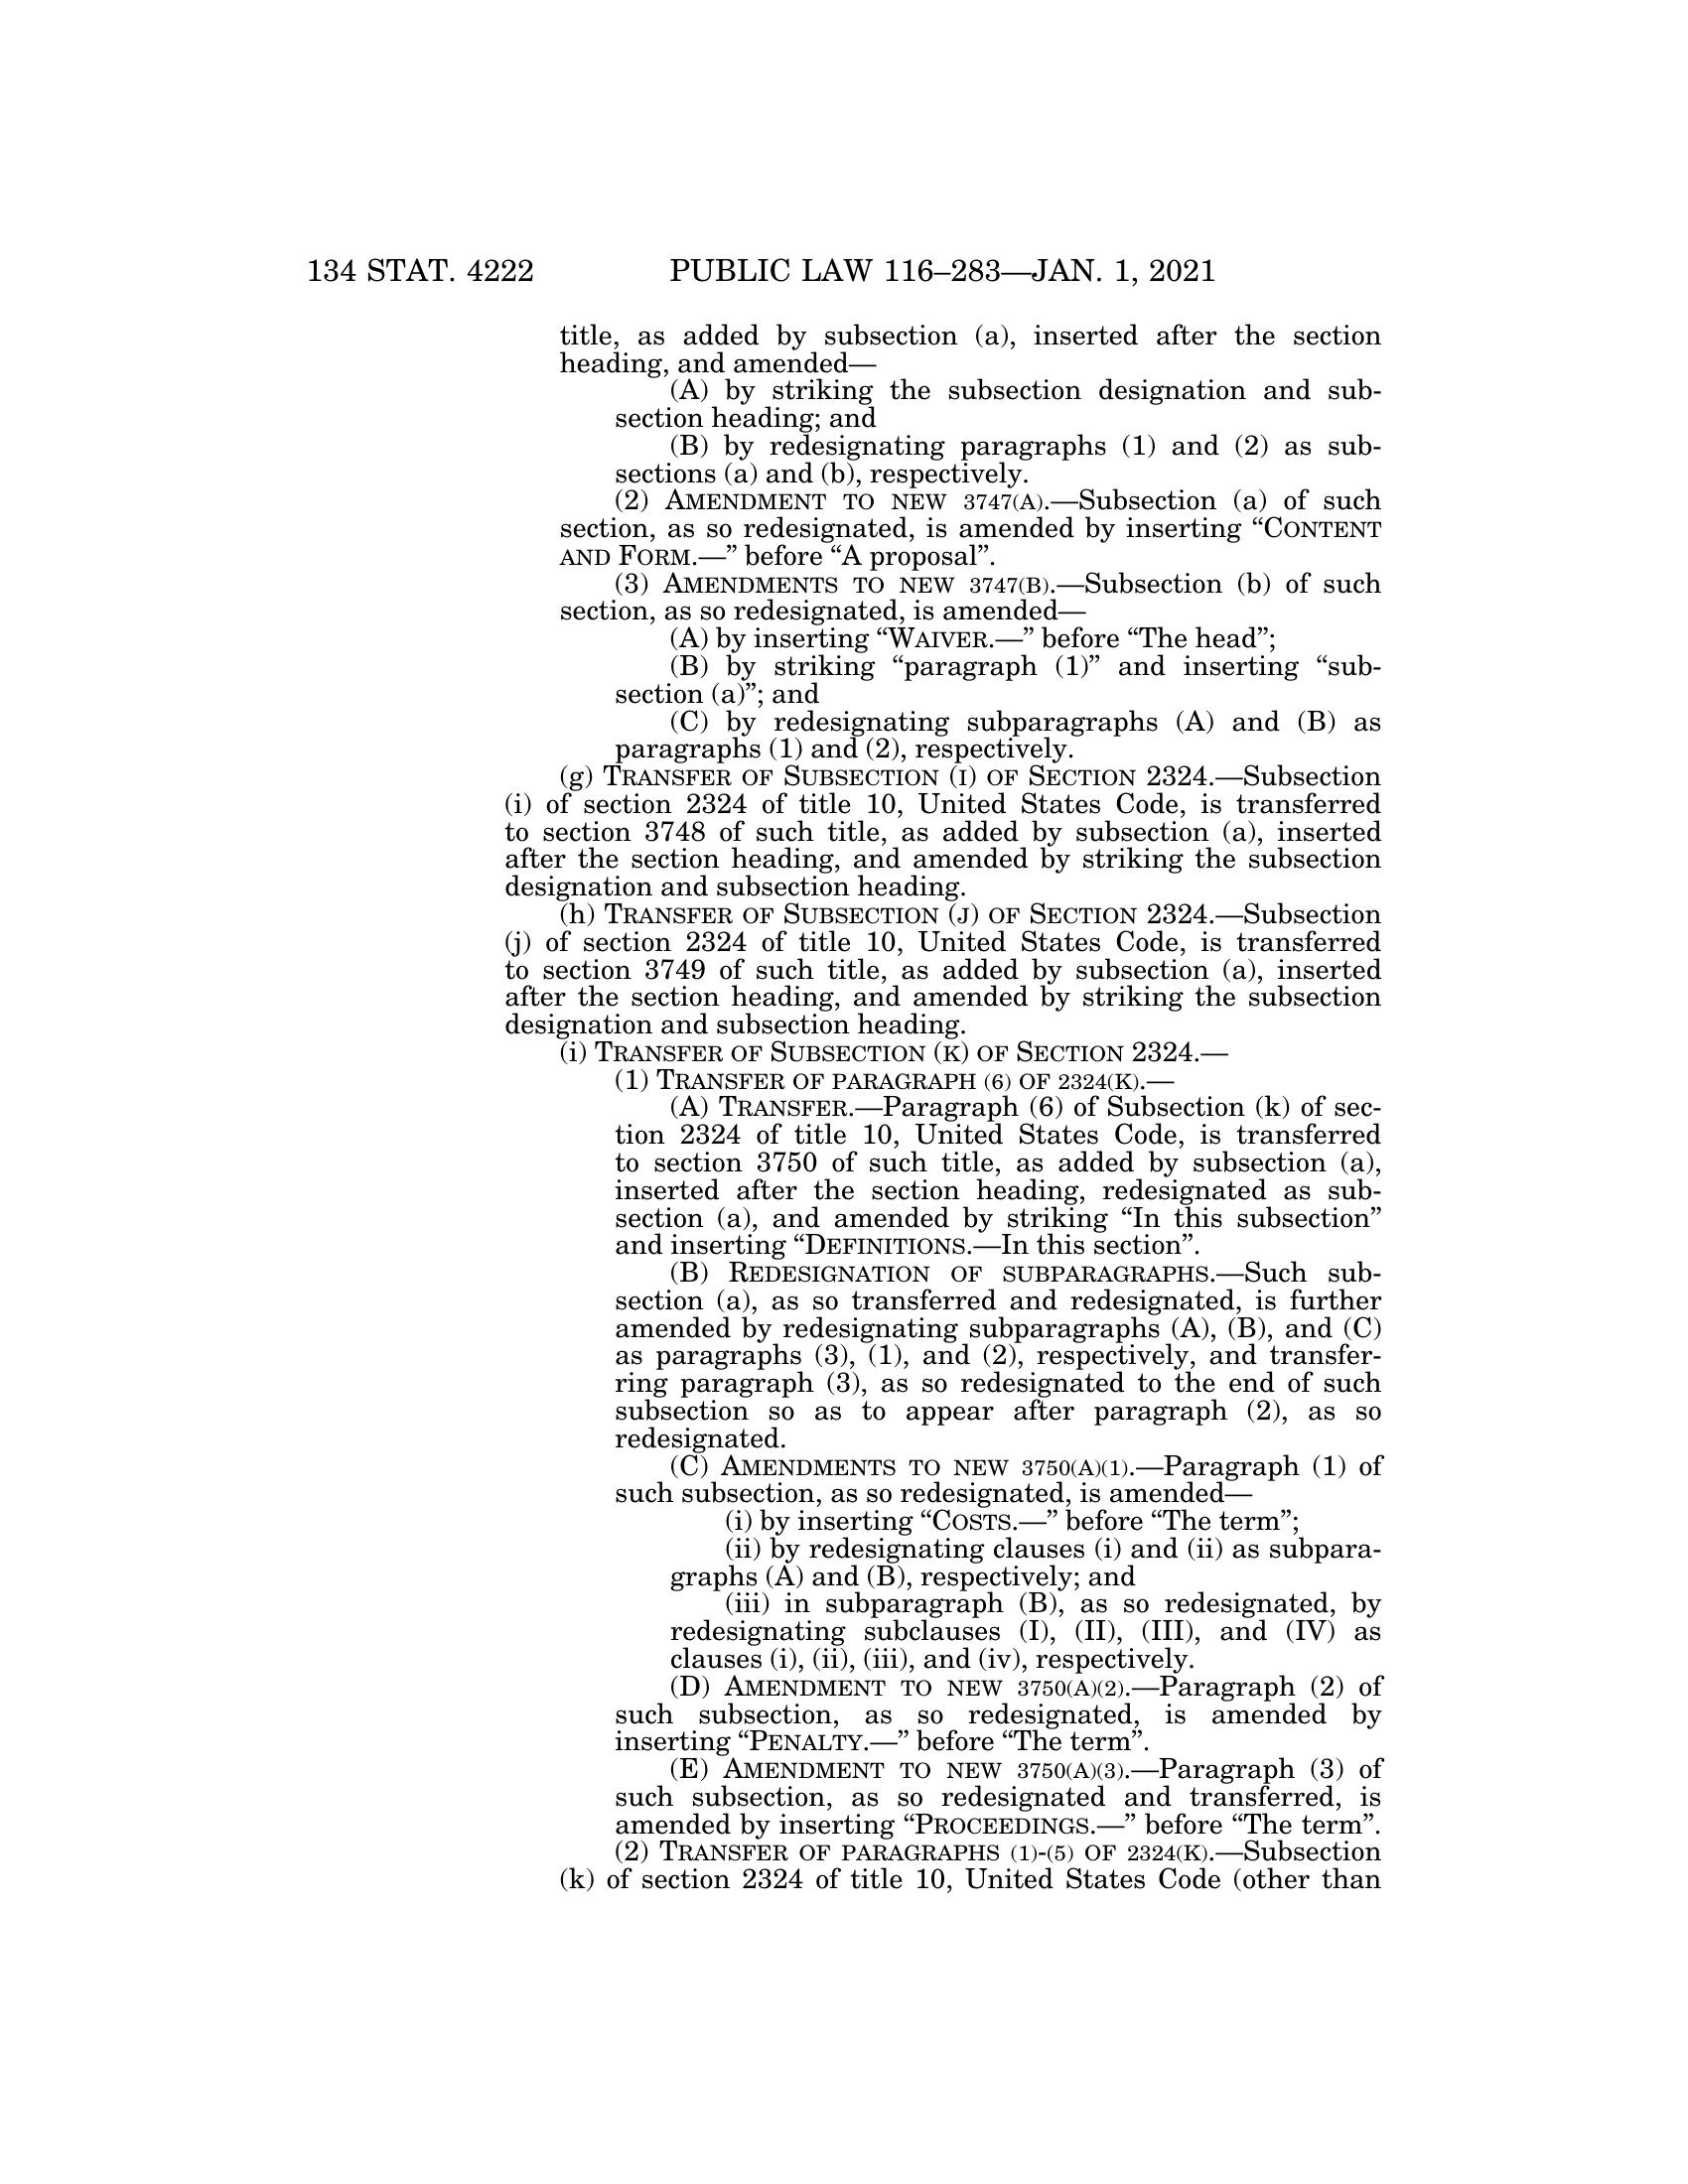 134 STAT. 4222 PUBLIC LAW 116–283—JAN. 1, 2021
title, as added by subsection (a), inserted after the section
heading, and amended—
(A) by striking the subsection designation and sub-
section heading; and
(B) by redesignating paragraphs (1) and (2) as sub-
sections (a) and (b), respectively.
(2) AMENDMENT TO NEW 3747(A).—Subsection (a) of such
section, as so redesignated, is amended by inserting “CONTENT
AND FORM.—” before “A proposal”.
(3) AMENDMENTS TO NEW 3747(B).—Subsection (b) of such
section, as so redesignated, is amended—
(A) by inserting “WAIVER.—” before “The head”;
(B) by striking “paragraph (1)” and inserting “sub-
section (a)”; and
(C) by redesignating subparagraphs (A) and (B) as
paragraphs (1) and (2), respectively.
(g) TRANSFER OF SUBSECTION (I) OF SECTION 2324.—Subsection
(i) of section 2324 of title 10, United States Code, is transferred
to section 3748 of such title, as added by subsection (a), inserted
after the section heading, and amended by striking the subsection
designation and subsection heading.
(h) TRANSFER OF SUBSECTION (J) OF SECTION 2324.—Subsection
(j) of section 2324 of title 10, United States Code, is transferred
to section 3749 of such title, as added by subsection (a), inserted
after the section heading, and amended by striking the subsection
designation and subsection heading.
(i) TRANSFER OF SUBSECTION (K) OF SECTION 2324.—
(1) TRANSFER OF PARAGRAPH (6) OF 2324(K).—
(A) TRANSFER.—Paragraph (6) of Subsection (k) of sec-
tion 2324 of title 10, United States Code, is transferred
to section 3750 of such title, as added by subsection (a),
inserted after the section heading, redesignated as sub-
section (a), and amended by striking “In this subsection”
and inserting “DEFINITIONS.—In this section”.
(B) REDESIGNATION OF SUBPARAGRAPHS.—Such sub-
section (a), as so transferred and redesignated, is further
amended by redesignating subparagraphs (A), (B), and (C)
as paragraphs (3), (1), and (2), respectively, and transfer-
ring paragraph (3), as so redesignated to the end of such
subsection so as to appear after paragraph (2), as so
redesignated.
(C) AMENDMENTS TO NEW 3750(A)(1).—Paragraph (1) of
such subsection, as so redesignated, is amended—
(i) by inserting “COSTS.—” before “The term”;
(ii) by redesignating clauses (i) and (ii) as subpara-
graphs (A) and (B), respectively; and
(iii) in subparagraph (B), as so redesignated, by
redesignating subclauses (I), (II), (III), and (IV) as
clauses (i), (ii), (iii), and (iv), respectively.
(D) AMENDMENT TO NEW 3750(A)(2).—Paragraph (2) of
such subsection, as so redesignated, is amended by
inserting “PENALTY.—” before “The term”.
(E) AMENDMENT TO NEW 3750(A)(3).—Paragraph (3) of
such subsection, as so redesignated and transferred, is
amended by inserting “PROCEEDINGS.—” before “The term”.
(2) TRANSFER OF PARAGRAPHS (1)-(5) OF 2324(K).—Subsection
(k) of section 2324 of title 10, United States Code (other than